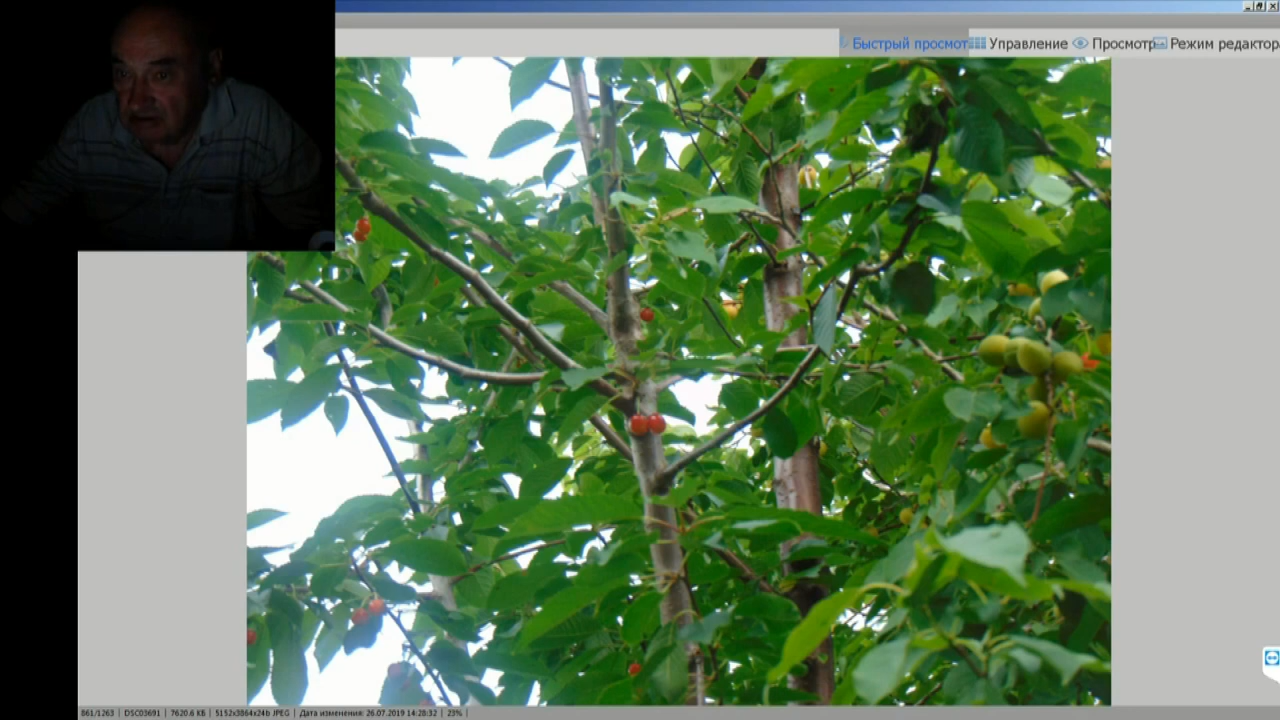 Быстрый просмот Управление Просмотр Режим редактор
861/1263 | DSC03691 | 7620.6 КБ | 5152x3864x24b JPEG | Дата изменения: 26.07.2019 14:28:32 | 23% |